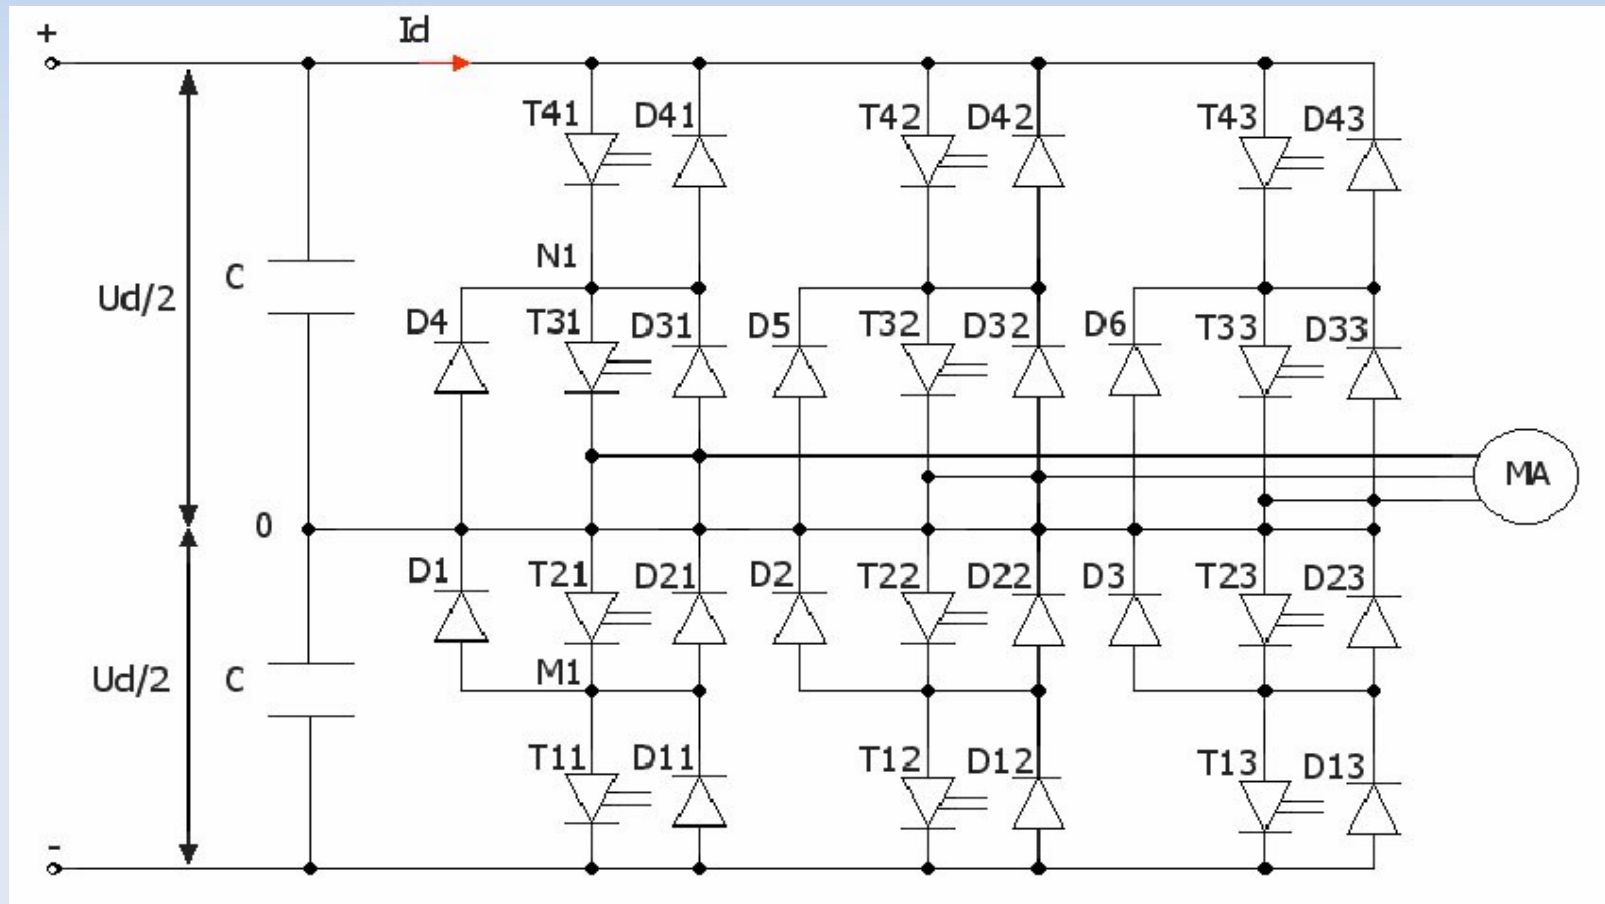 + Id
T41 D41 T42 D42 T43 D43
N1
C
Ud/2
D4 T31 D31 D5 T32 D32 D6 T33 D33
MA
0
D1 T21 D21 D2 T22 D22 D3 T23 D23
M1
Ud/2 C
T11 D11 T12 D12 T13 D13
-